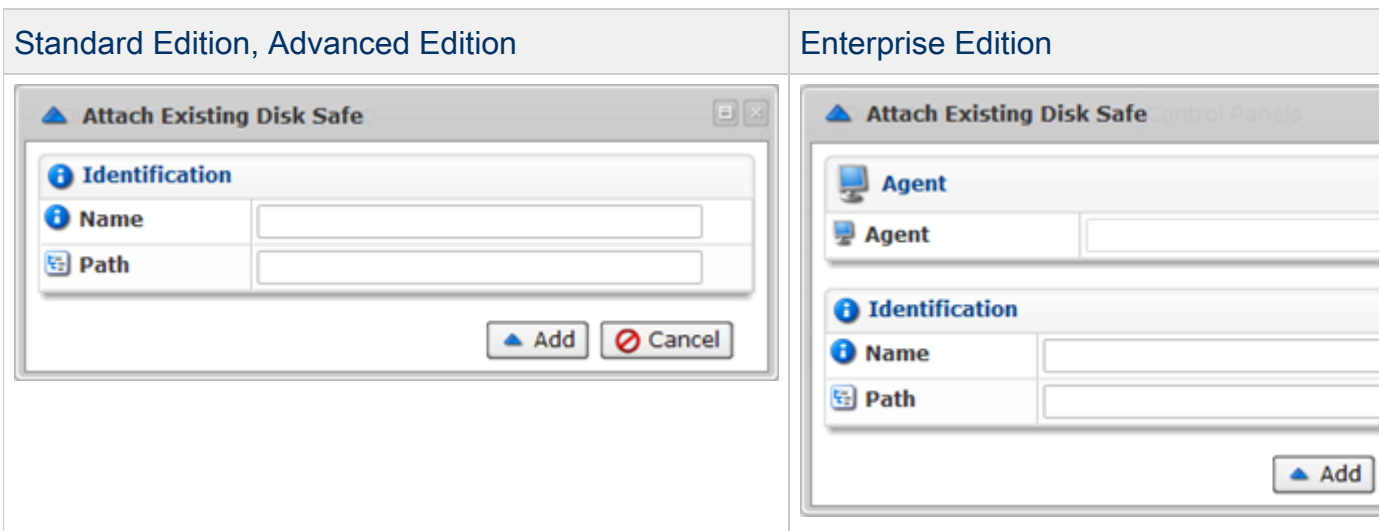 Standard Edition, Advanced Edition
Enterprise Edition
Attach Existing Disk Safe
Identification
Name
Path
Add
Cancel
Attach Existing Disk Safe
Control Panels
Agent
Agent
Identification
Name
Path
Add